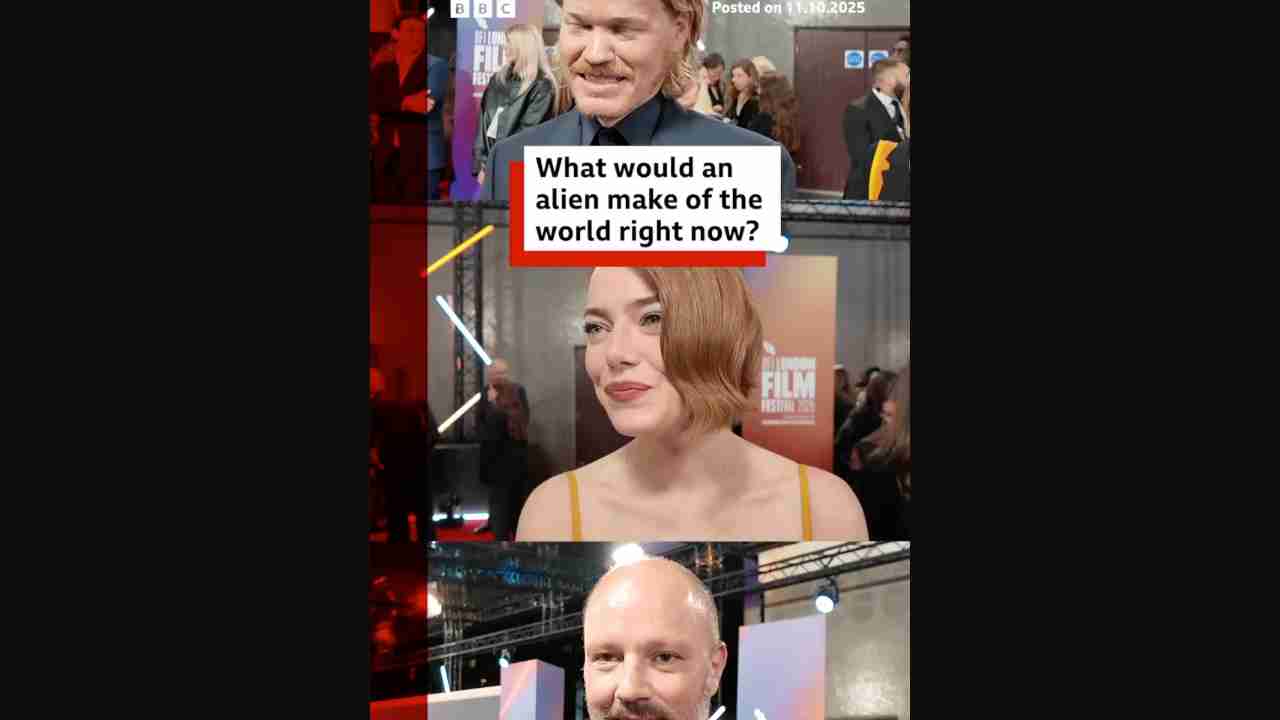 BBC
Posted on 11.10.2025
FILM
What would an
alien make of the
world right now?
LONDON
FILM
FESTIVAL 2025